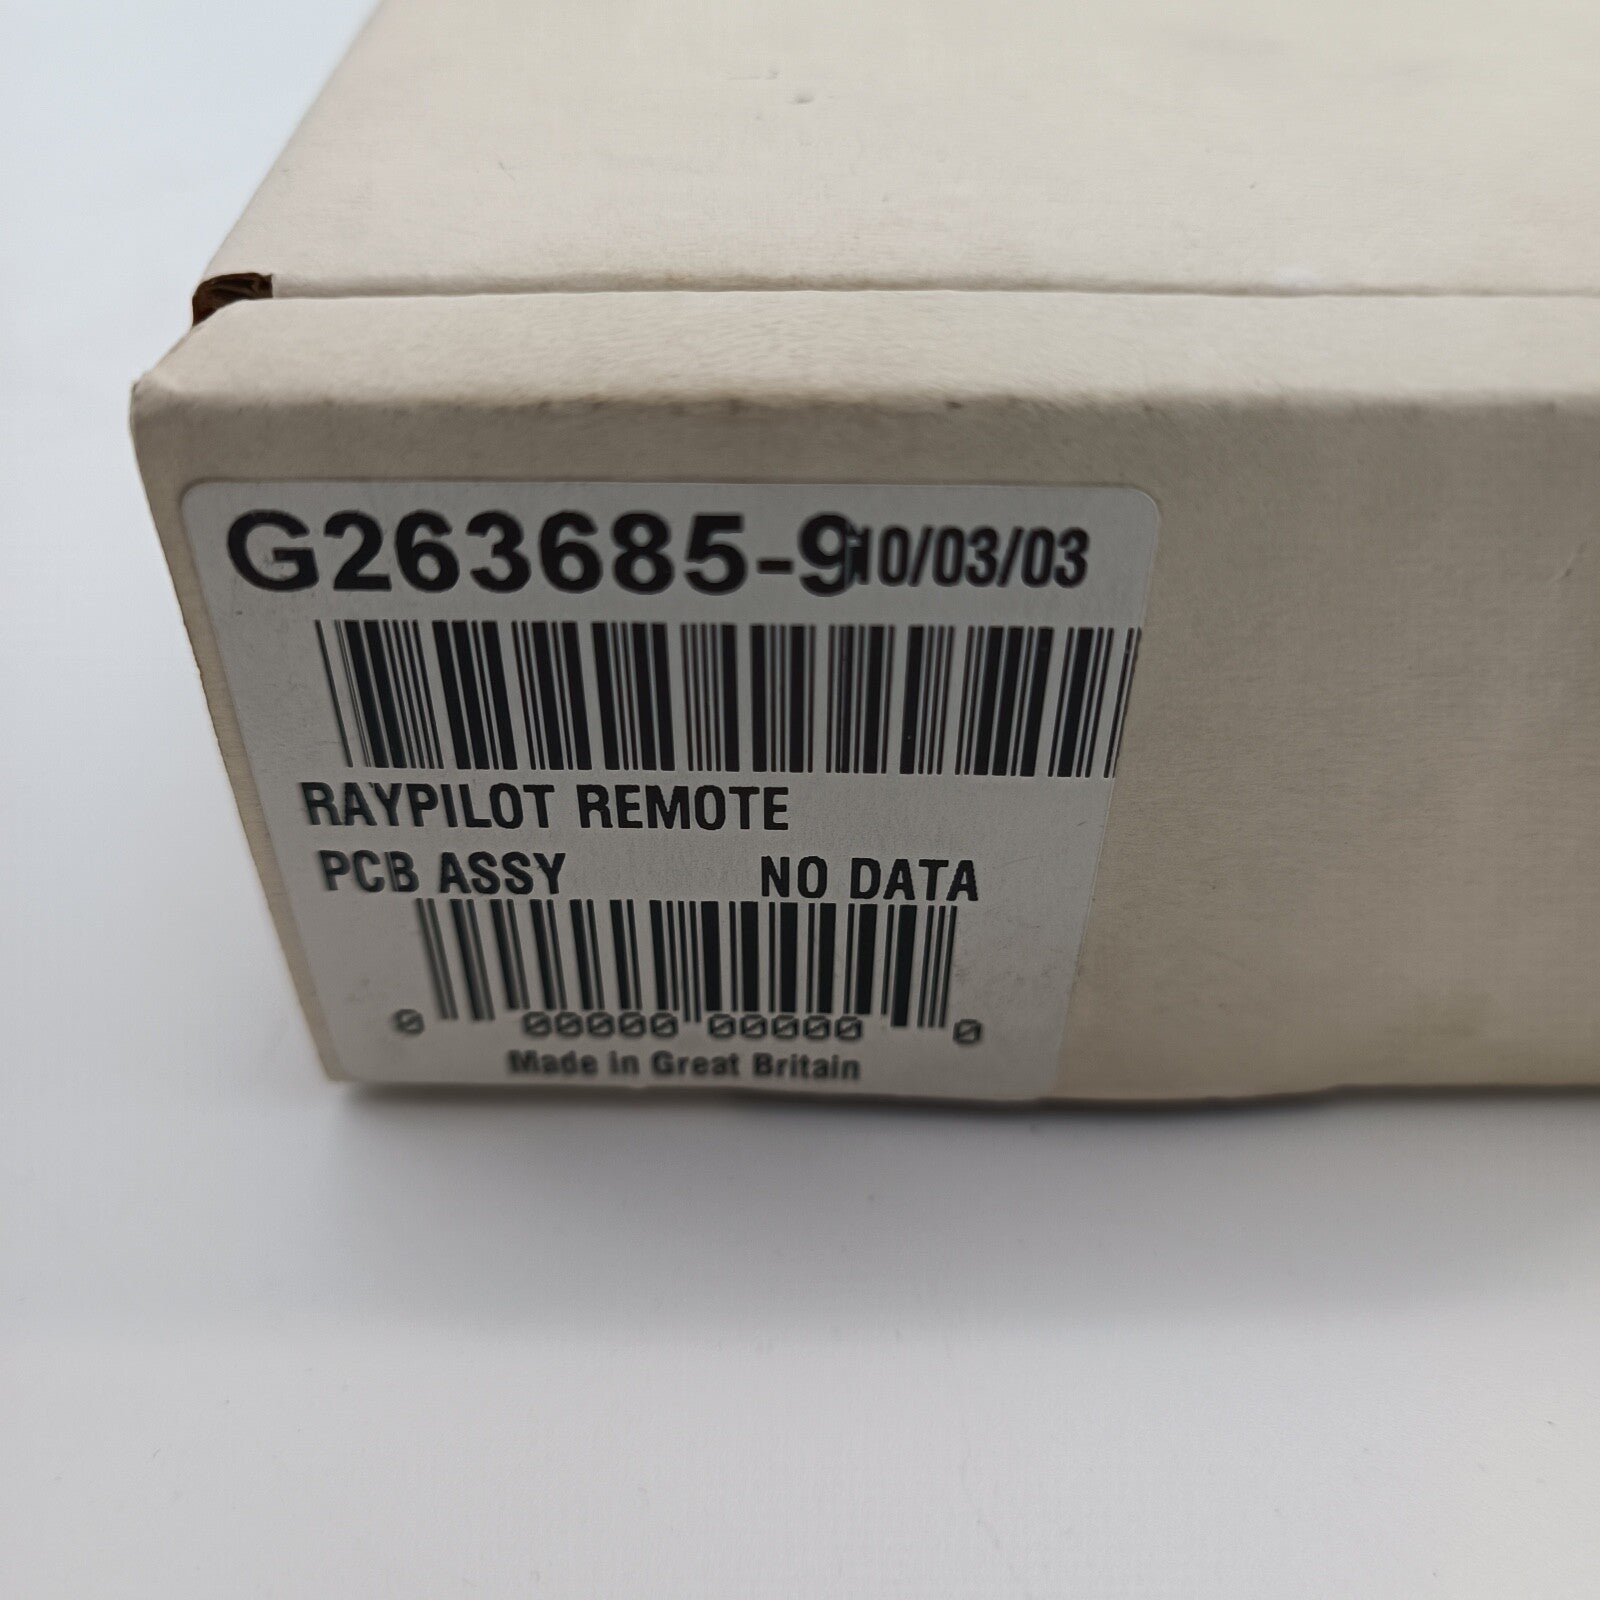 G263685-9 10/03/03
RAYPILOT REMOTE
PCB ASSY NO DATA
0 00000 00000 0
Made in Great Britain